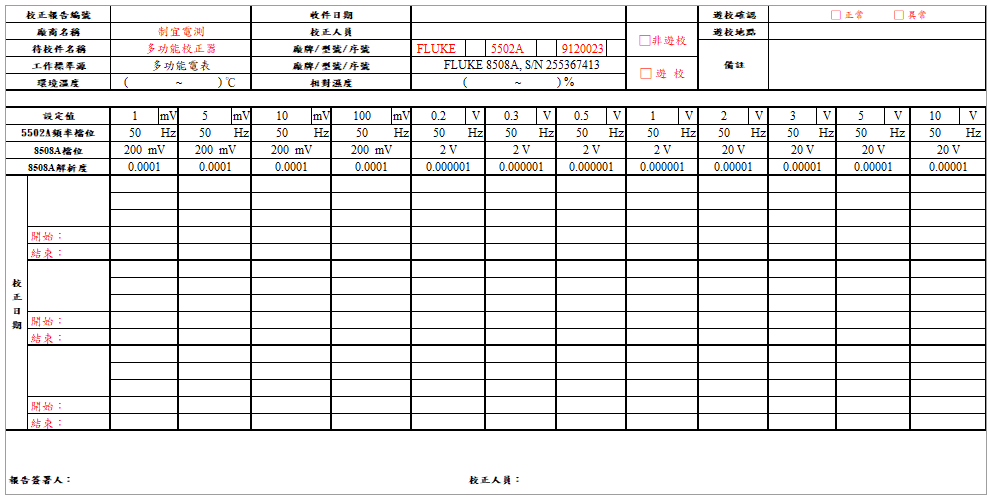 校正報告編號 收件日期 遊校確認 □ 正常 □ 異常
廠商名稱 制宜電測 校正人員 □非遊校 遊校地點
待校件名稱 多功能校正器 廠牌/型號/序號 FLUKE 5502A 9120023
工作標準源 多功能電表 廠牌/型號/序號 FLUKE 8508A, S/N 255367413 □ 遊 校 備註
環境溫度 ( ~ )℃ 相對濕度 ( ~ )%
設定值 1 mV 5 mV 10 mV 100 mV 0.2 V 0.3 V 0.5 V 1 V 2 V 3 V 5 V 10 V
5502A頻率檔位 50 Hz 50 Hz 50 Hz 50 Hz 50 Hz 50 Hz 50 Hz 50 Hz 50 Hz 50 Hz 50 Hz 50 Hz
8508A檔位 200 mV 200 mV 200 mV 200 mV 2 V 2 V 2 V 2 V 20 V 20 V 20 V 20 V
8508A解析度 0.0001 0.0001 0.0001 0.0001 0.000001 0.000001 0.000001 0.000001 0.00001 0.00001 0.00001 0.00001
校正日期
開始：
結束：
開始：
結束：
開始：
結束：
報告簽署人： 校正人員：